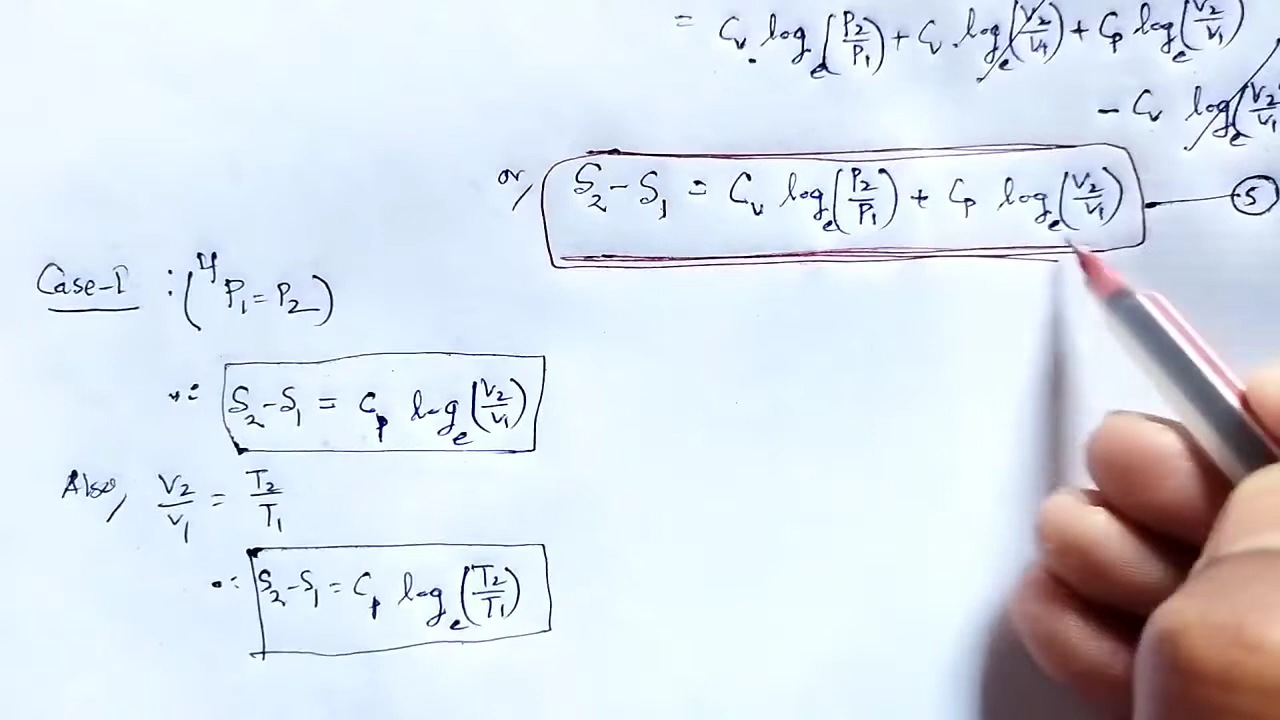 = Cv. logₑ(P₂/P₁) + Cv. logₑ(V₂/V₁) + Cp logₑ(V₂/V₁)
- Cv logₑ(V₂/V₁
or, S₂-S₁ = Cv logₑ(P₂/P₁) + Cp logₑ(V₂/V₁) 5
Case-I : (If P₁=P₂)
∴ S₂-S₁ = Cp logₑ(V₂/V₁)
Also, V₂/V₁ = T₂/T₁
∴ S₂-S₁ = Cp logₑ(T₂/T₁)